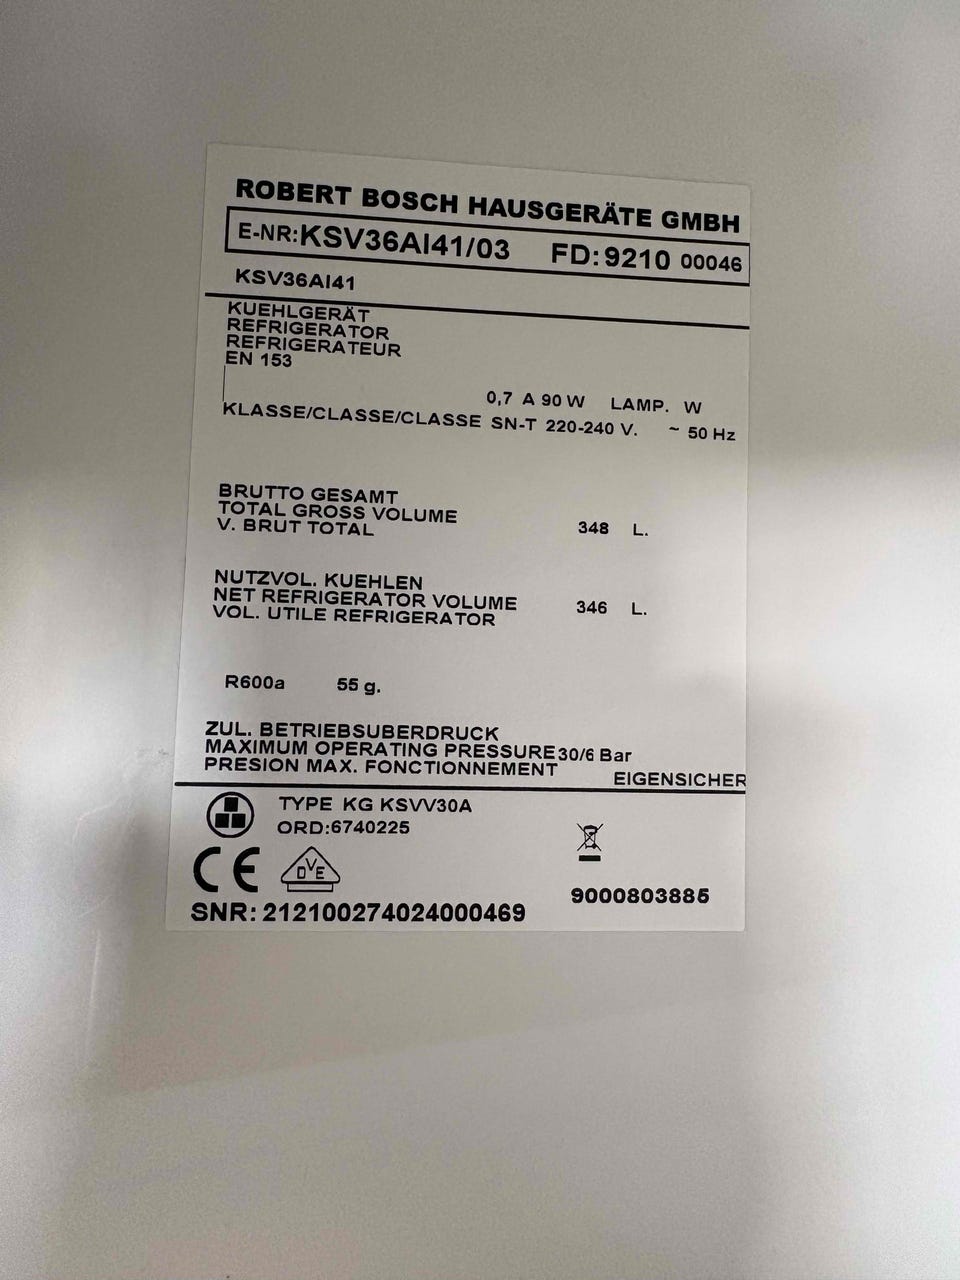 ROBERT BOSCH HAUSGERÄTE GMBH
E-NR:KSV36AI41/03 FD:9210 00046
KSV36AI41
KUEHLGERÄT
REFRIGERATOR
REFRIGERATEUR
EN 153
0,7 A 90 W LAMP. W
KLASSE/CLASSE/CLASSE SN-T 220-240 V. ~ 50 Hz
BRUTTO GESAMT
TOTAL GROSS VOLUME 348 L.
V. BRUT TOTAL
NUTZVOL. KUEHLEN
NET REFRIGERATOR VOLUME 346 L.
VOL. UTILE REFRIGERATOR
R600a 55 g.
ZUL. BETRIEBSUBERDRUCK
MAXIMUM OPERATING PRESSURE 30/6 Bar
PRESION MAX. FONCTIONNEMENT
EIGENSICHER
TYPE KG KSVV30A
ORD:6740225
CE DVE
9000803885
SNR: 212100274024000469